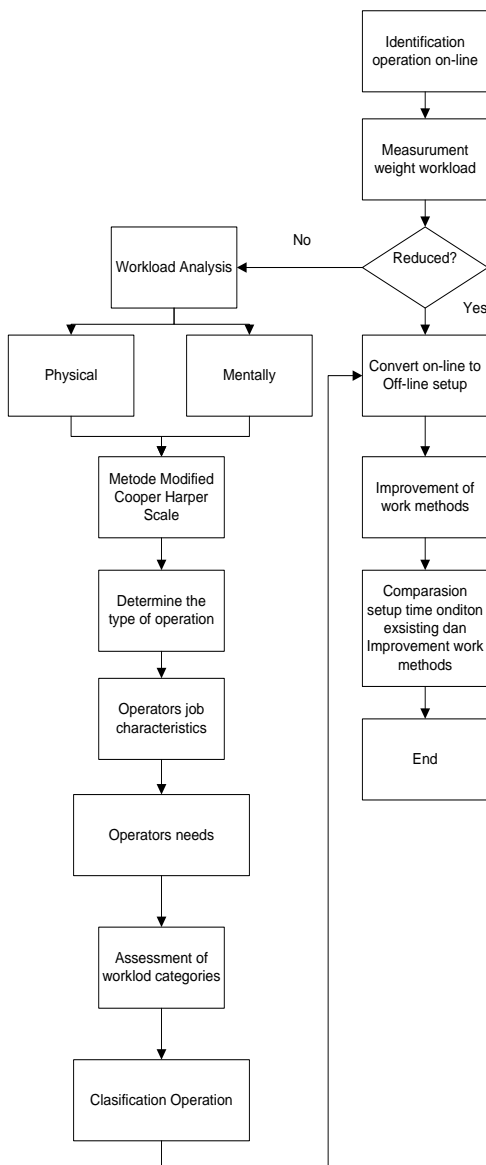 Identification
operation on-line
Measurument
weight workload
Reduced?
No
Yes
Workload Analysis
Physical
Mentally
Metode Modified
Cooper Harper
Scale
Determine the
type of operation
Operators job
characteristics
Operators needs
Assessment of
worklod categories
Clasification Operation
Convert on-line to
Off-line setup
Improvement of
work methods
Comparasion
setup time onditon
exsisting dan
Improvement work
methods
End